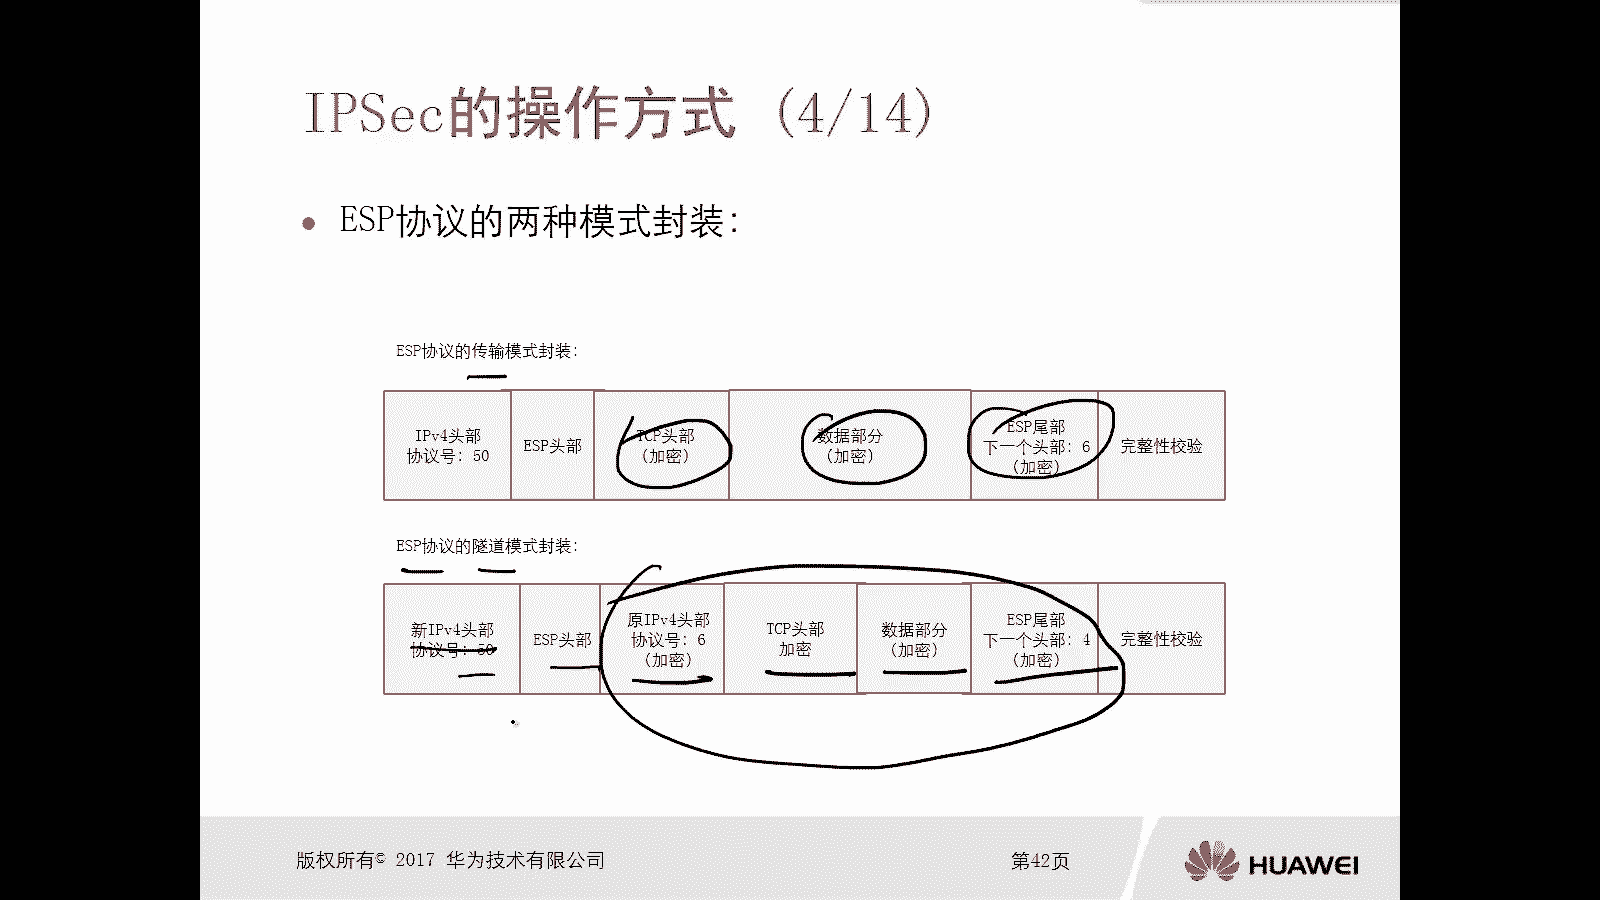 IPSec的操作方式 (4/14)
ESP协议的两种模式封装：
ESP协议的传输模式封装：
IPv4头部
协议号：50
ESP头部
TCP头部
（加密）
数据部分
（加密）
ESP尾部
下一个头部：6
（加密）
完整性校验
ESP协议的隧道模式封装：
新IPv4头部
协议号：50
ESP头部
原IPv4头部
协议号：6
（加密）
TCP头部
加密
数据部分
（加密）
ESP尾部
下一个头部：4
（加密）
完整性校验
版权所有© 2017 华为技术有限公司
第42页
HUAWEI